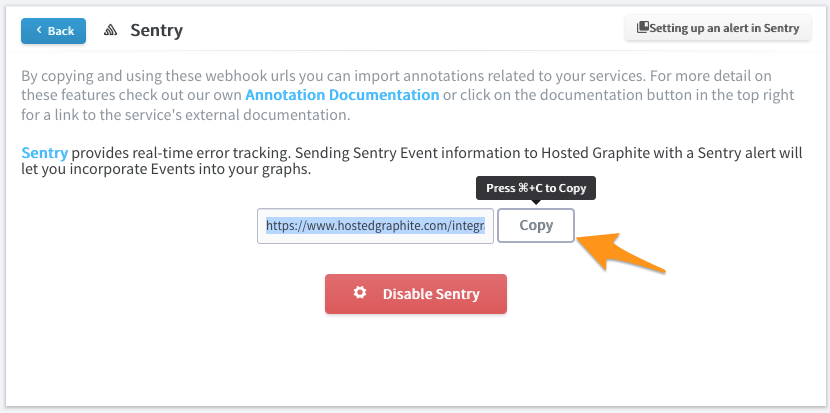 Back
Sentry
Setting up an alert in Sentry
By copying and using these webhook urls you can import annotations related to your services. For more detail on
these features check out our own Annotation Documentation or click on the documentation button in the top right
for a link to the service's external documentation.
Sentry provides real-time error tracking. Sending Sentry Event information to Hosted Graphite with a Sentry alert will
let you incorporate Events into your graphs.
Press ⌘+C to Copy
https://www.hostedgraphite.com/integr
Copy
Disable Sentry